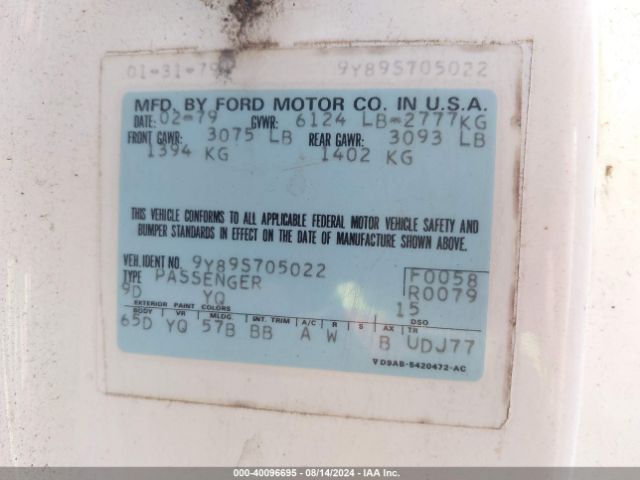 01-31-79 9Y89S705022
MFD. BY FORD MOTOR CO. IN U.S.A.
DATE: 02-79 GVWR: 6124 LB-2777KG
FRONT GAWR: 3075 LB REAR GAWR: 3093 LB
1394 KG 1402 KG
THIS VEHICLE CONFORMS TO ALL APPLICABLE FEDERAL MOTOR VEHICLE SAFETY AND
BUMPER STANDARDS IN EFFECT ON THE DATE OF MANUFACTURE SHOWN ABOVE.
VEH. IDENT NO. 9Y89S705022
TYPE PASSENGER F0058
9D YQ R0079
EXTERIOR PAINT COLORS 15
BODY VR MLDG. INT. TRIM A/C R S AX TR DSO
65D YQ 57B BB A W B UDJ77
▽D9AB-5420472-AC
000-40096695 - 08/14/2024 - IAA Inc.